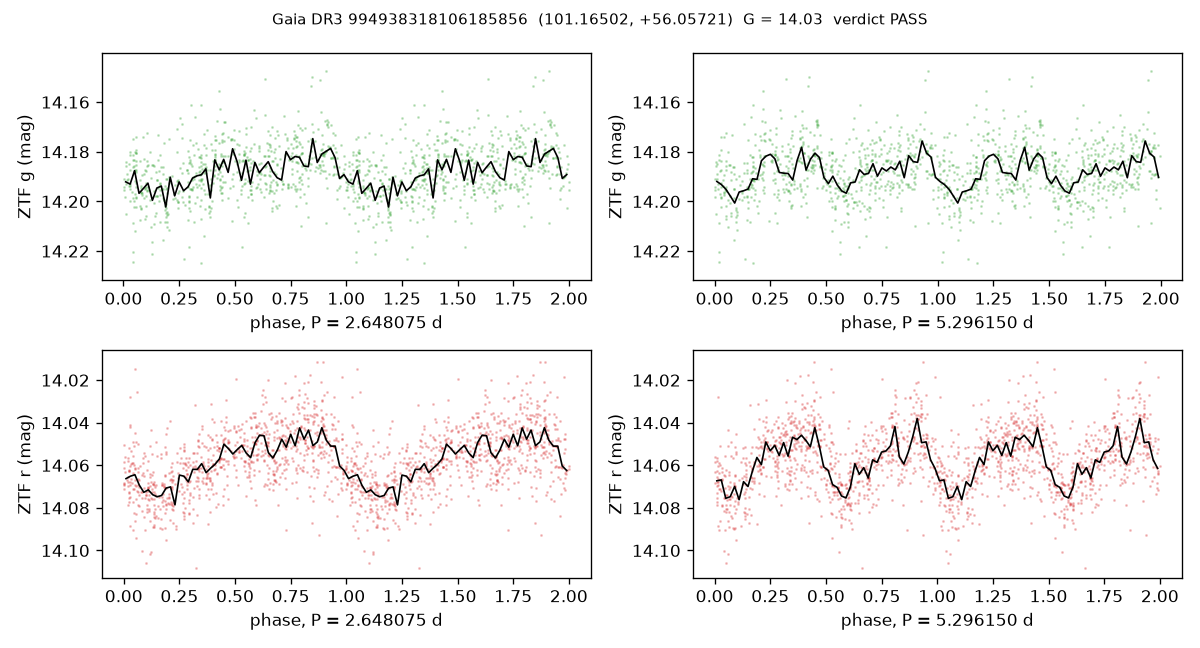 Gaia DR3 994938318106185856  (101.16502, +56.05721)  G = 14.03  verdict PASS
ZTF g (mag)
14.16
14.18
14.20
14.22
0.00 0.25 0.50 0.75 1.00 1.25 1.50 1.75 2.00
phase, P = 2.648075 d
ZTF g (mag)
14.16
14.18
14.20
14.22
0.00 0.25 0.50 0.75 1.00 1.25 1.50 1.75 2.00
phase, P = 5.296150 d
ZTF r (mag)
14.02
14.04
14.06
14.08
14.10
0.00 0.25 0.50 0.75 1.00 1.25 1.50 1.75 2.00
phase, P = 2.648075 d
ZTF r (mag)
14.02
14.04
14.06
14.08
14.10
0.00 0.25 0.50 0.75 1.00 1.25 1.50 1.75 2.00
phase, P = 5.296150 d